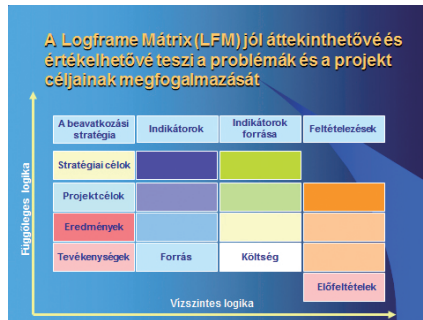 A Logframe Mátrix (LFM) jól áttekinthetővé és
értékelhetővé teszi a problémák és a projekt
céljainak megfogalmazását
A beavatkozási
stratégia
Indikátorok
Indikátorok
forrása
Feltételezések
Stratégiai célok
Projektcélok
Eredmények
Tevékenységek
Forrás
Költség
Előfeltételek
Függőleges logika
Vízszintes logika